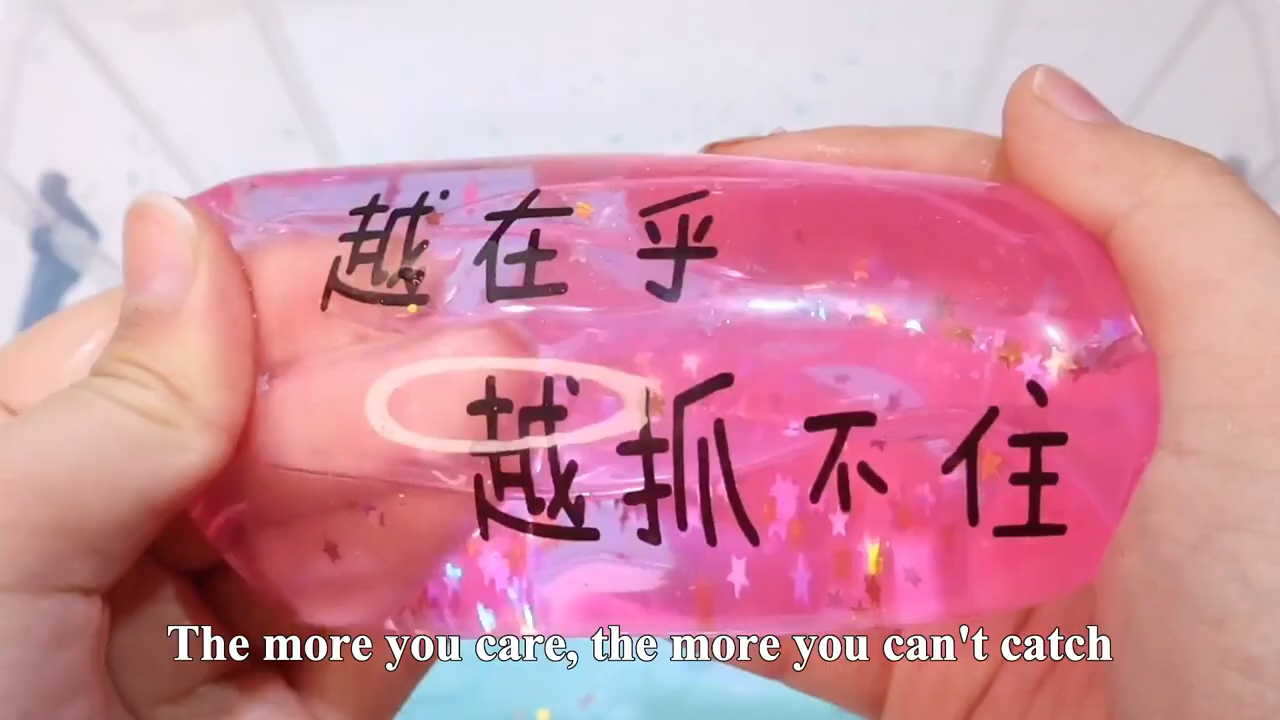 越在乎
越抓不住
The more you care, the more you can't catch